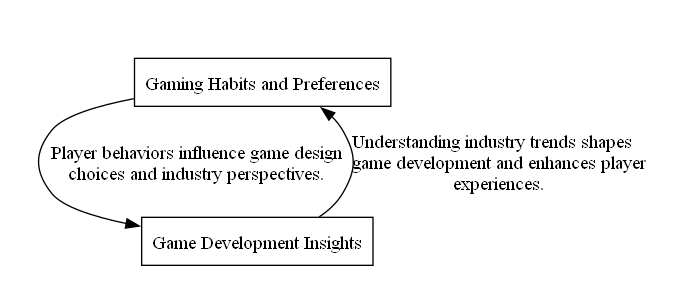 Gaming Habits and Preferences
Player behaviors influence game design
choices and industry perspectives.
Understanding industry trends shapes
game development and enhances player
experiences.
Game Development Insights